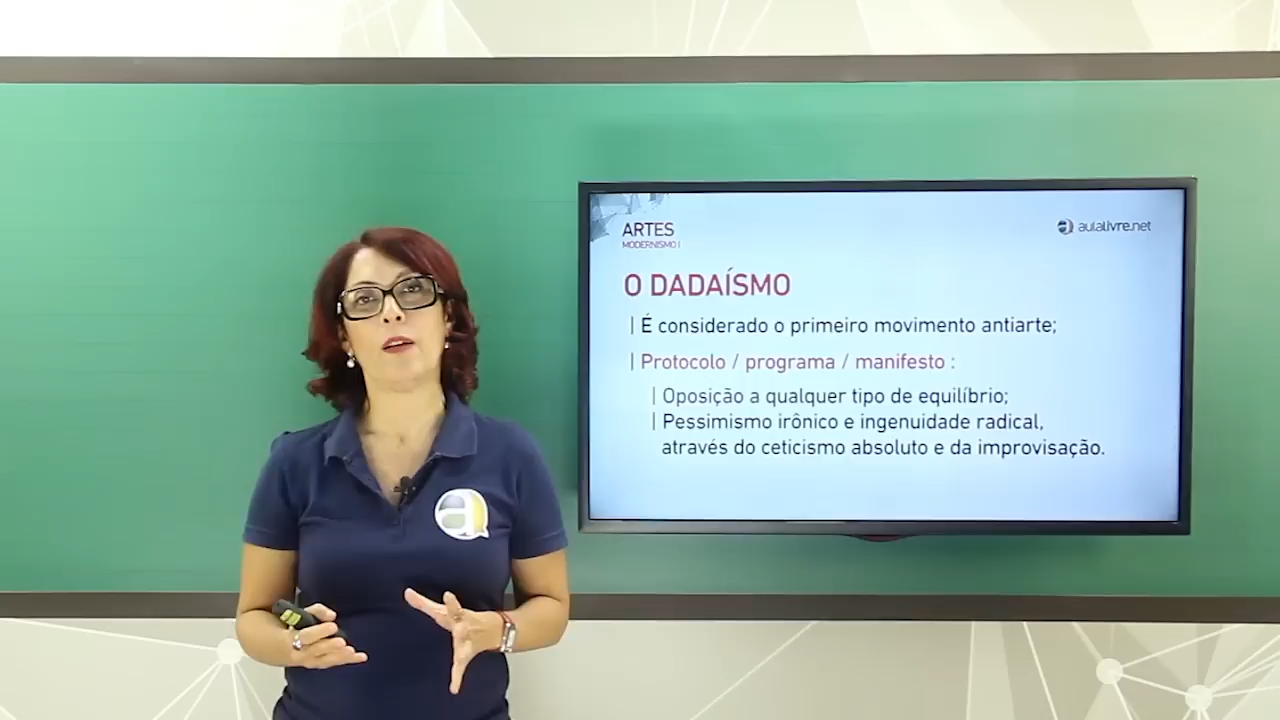 ARTES
MODERNISMO I
aulalivre.net
O DADAÍSMO
| É considerado o primeiro movimento antiarte;
| Protocolo / programa / manifesto :
| Oposição a qualquer tipo de equilíbrio;
| Pessimismo irônico e ingenuidade radical,
através do ceticismo absoluto e da improvisação.